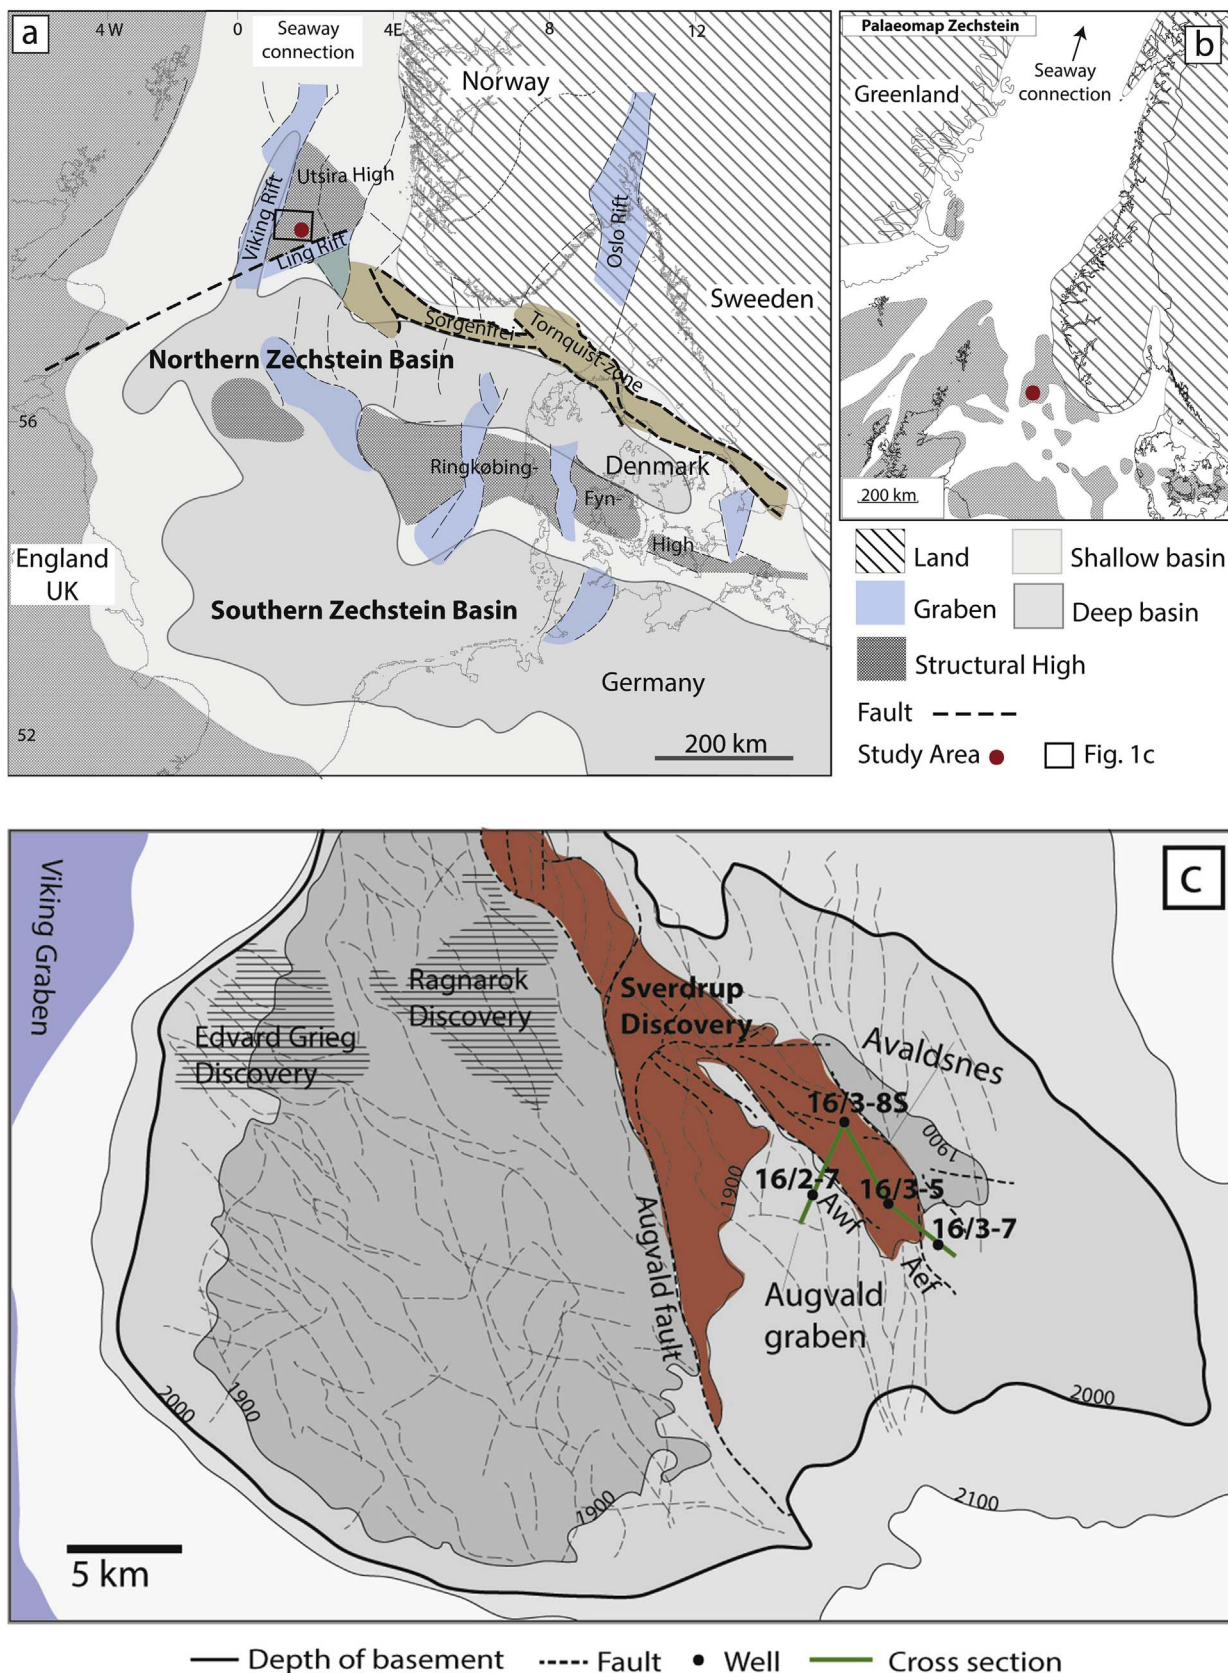 a
4 W
0
Seaway
connection
4E
8
12
Norway
Utsira High
Viking Rift
Ling Rift
Oslo Rift
Sweeden
Sorgenfrei
Tornquist-zone
Northern Zechstein Basin
56
Ringkøbing-
Denmark
Fyn-
High
England
UK
Southern Zechstein Basin
Germany
52
200 km
Palaeomap Zechstein
b
Seaway
connection
Greenland
200 km
Land
Shallow basin
Graben
Deep basin
Structural High
Fault
Study Area
Fig. 1c
c
Viking Graben
Ragnarok
Discovery
Sverdrup
Discovery
Edvard Grieg
Discovery
Avaldsnes
16/3-8S
1900
1900
16/2-7
16/3-5
Awf
16/3-7
Aef
Augvald fault
Augvald
graben
2000
1900
2000
2100
1900
5 km
Depth of basement
Fault
Well
Cross section